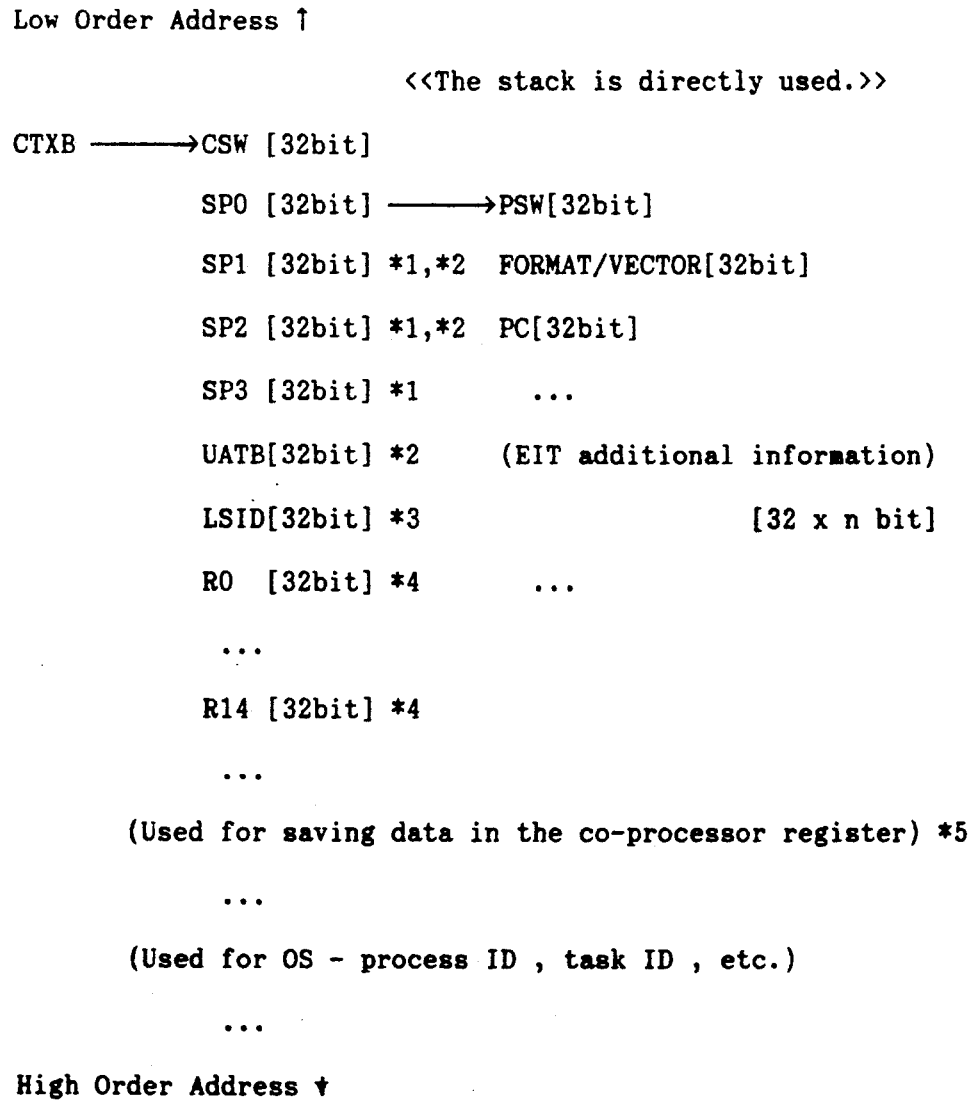 Low Order Address ↑
<<The stack is directly used.>>
CTXB ⟶ CSW [32bit]
SP0 [32bit] ⟶ PSW[32bit]
SP1 [32bit] *1,*2 FORMAT/VECTOR[32bit]
SP2 [32bit] *1,*2 PC[32bit]
SP3 [32bit] *1 ...
UATB[32bit] *2 (EIT additional information)
LSID[32bit] *3 [32 x n bit]
R0 [32bit] *4 ...
...
R14 [32bit] *4
...
(Used for saving data in the co-processor register) *5
...
(Used for OS - process ID , task ID , etc.)
...
High Order Address ↓